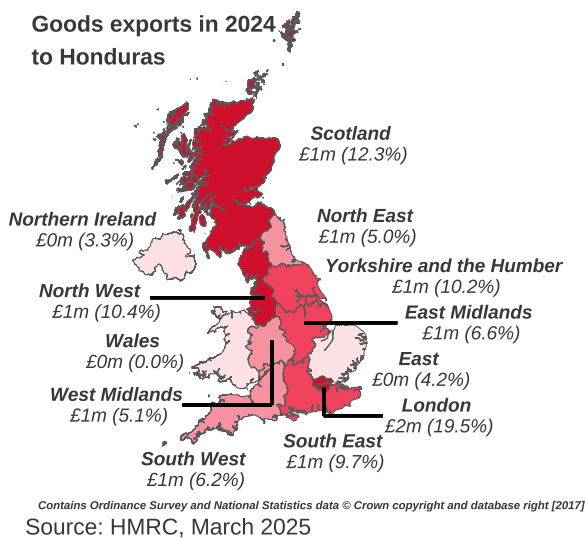 Goods exports in 2024
to Honduras
Scotland
£1m (12.3%)
Northern Ireland
£0m (3.3%)
North East
£1m (5.0%)
Yorkshire and the Humber
£1m (10.2%)
North West
£1m (10.4%)
East Midlands
£1m (6.6%)
Wales
£0m (0.0%)
East
£0m (4.2%)
West Midlands
£1m (5.1%)
London
£2m (19.5%)
South East
£1m (9.7%)
South West
£1m (6.2%)
Contains Ordinance Survey and National Statistics data © Crown copyright and database right [2017]
Source: HMRC, March 2025